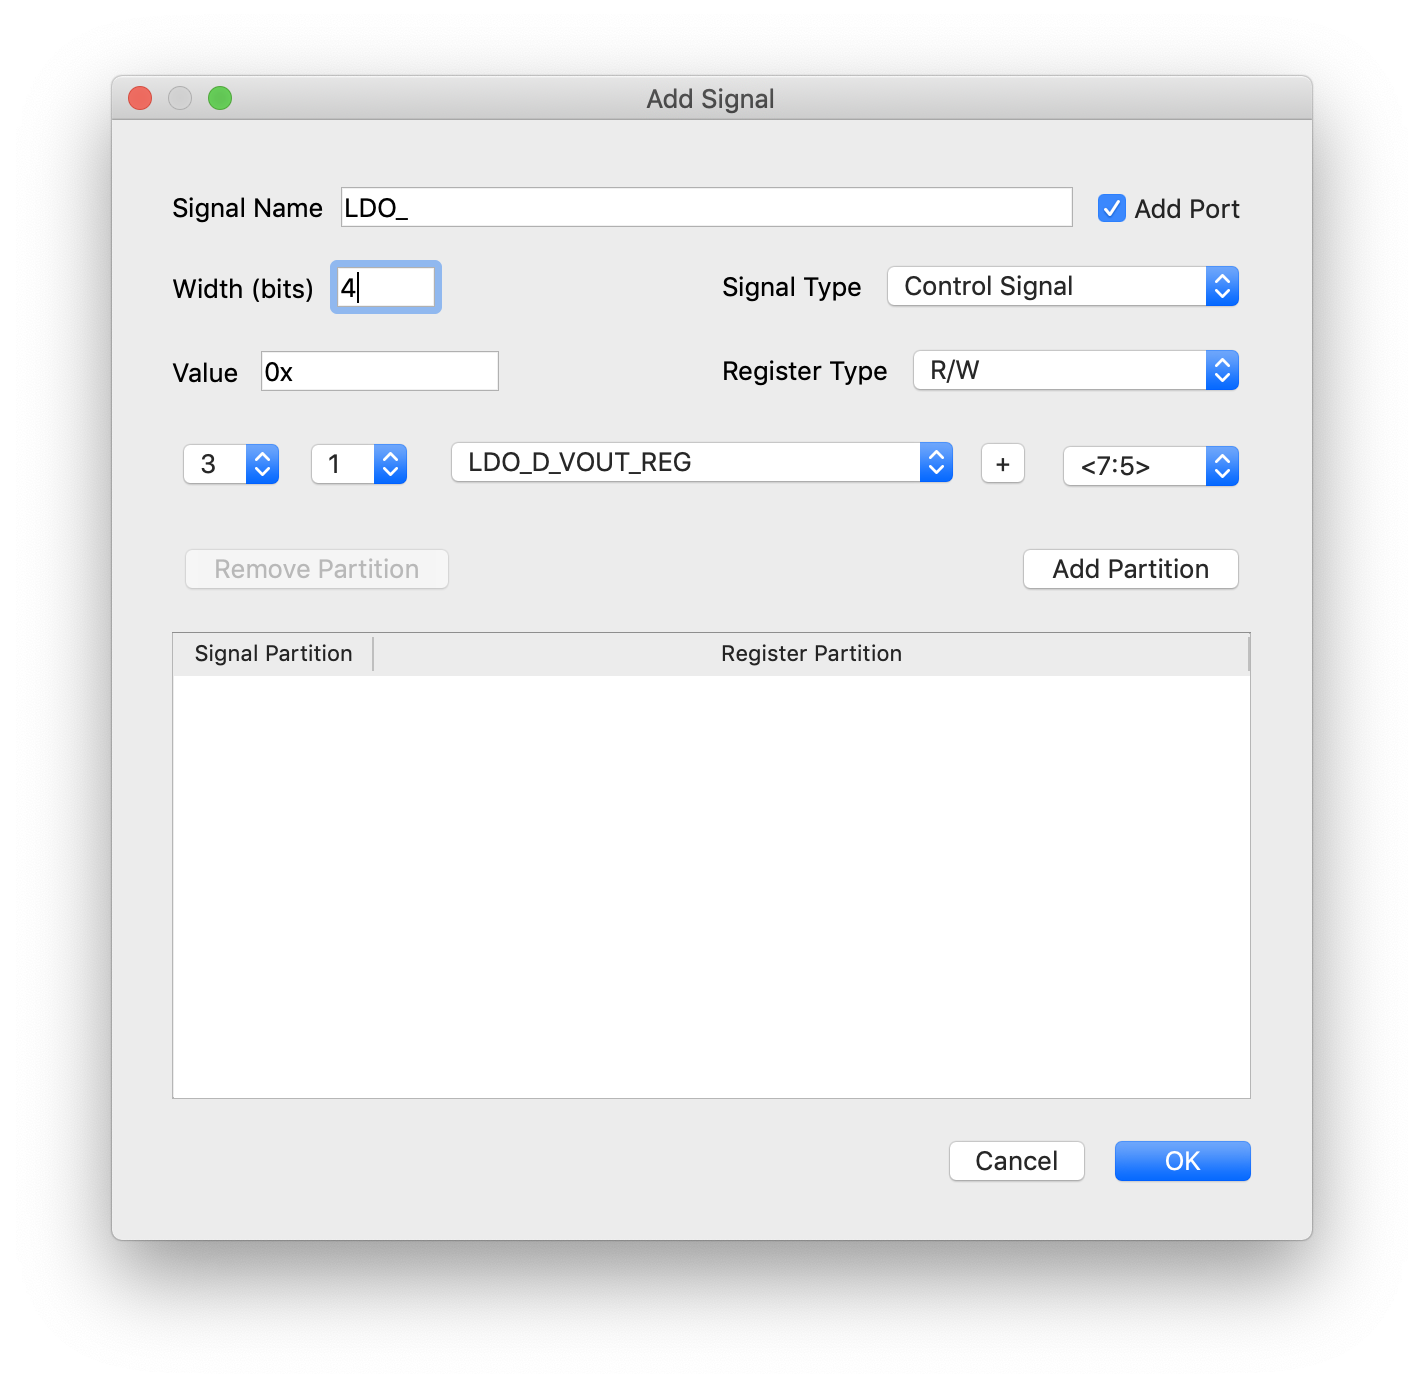 Add Signal
Signal Name LDO_ Add Port
Width (bits) 4 Signal Type Control Signal
Value 0x Register Type R/W
3 1 LDO_D_VOUT_REG + <7:5>
Remove Partition Add Partition
Signal Partition Register Partition
Cancel OK